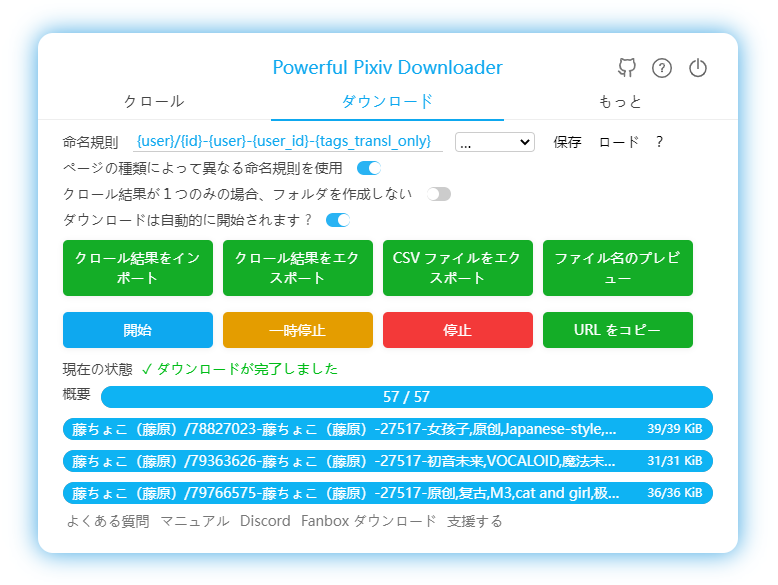 Powerful Pixiv Downloader
クロール ダウンロード もっと
命名規則 {user}/{id}-{user}-{user_id}-{tags_transl_only} ... 保存 ロード ?
ページの種類によって異なる命名規則を使用
クロール結果が１つのみの場合、フォルダを作成しない
ダウンロードは自動的に開始されます？
クロール結果をイン
ポート
クロール結果をエク
スポート
CSV ファイルをエク
スポート
ファイル名のプレビ
ュー
開始 一時停止 停止 URL をコピー
現在の状態 ✓ ダウンロードが完了しました
概要 57 / 57
藤ちょこ（藤原）/78827023-藤ちょこ（藤原）-27517-女孩子,原创,Japanese-style,... 39/39 KiB
藤ちょこ（藤原）/79363626-藤ちょこ（藤原）-27517-初音未来,VOCALOID,魔法未... 31/31 KiB
藤ちょこ（藤原）/79766575-藤ちょこ（藤原）-27517-原创,复古,M3,cat and girl,极... 36/36 KiB
よくある質問 マニュアル Discord Fanbox ダウンロード 支援する